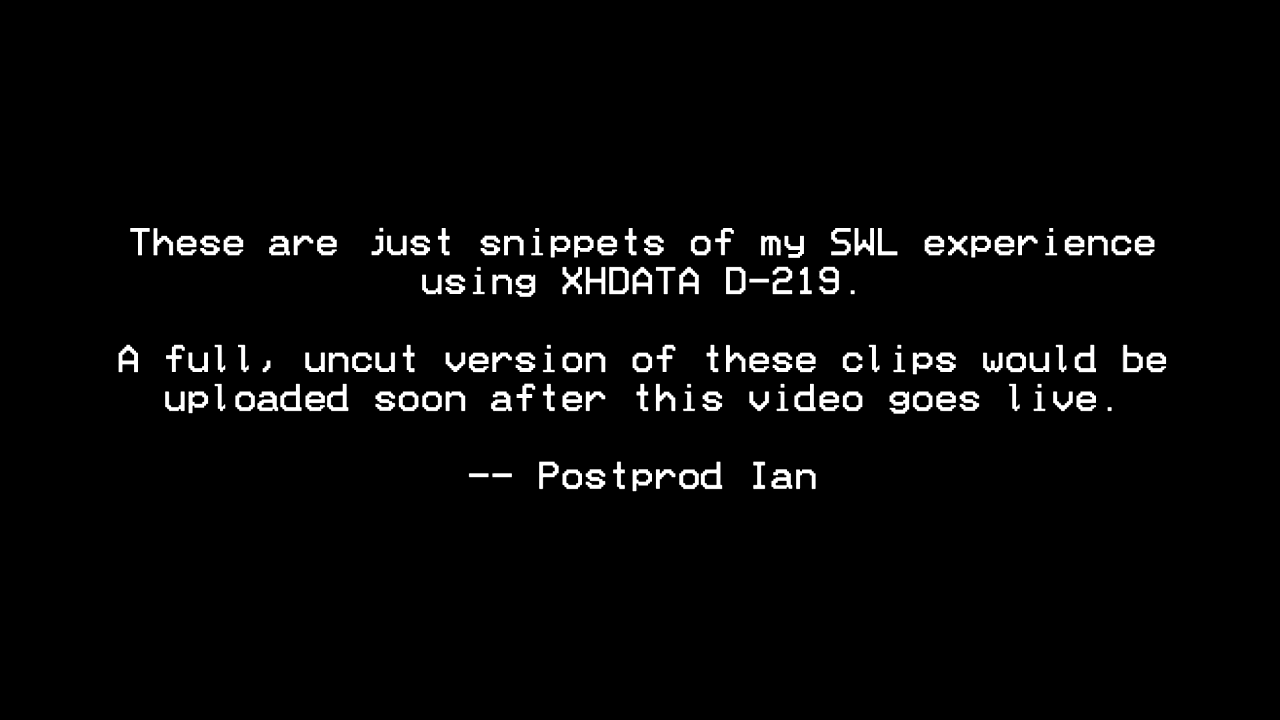 These are just snippets of my SWL experience
using XHDATA D-219.
A full, uncut version of these clips would be
uploaded soon after this video goes live.
-- Postprod Ian